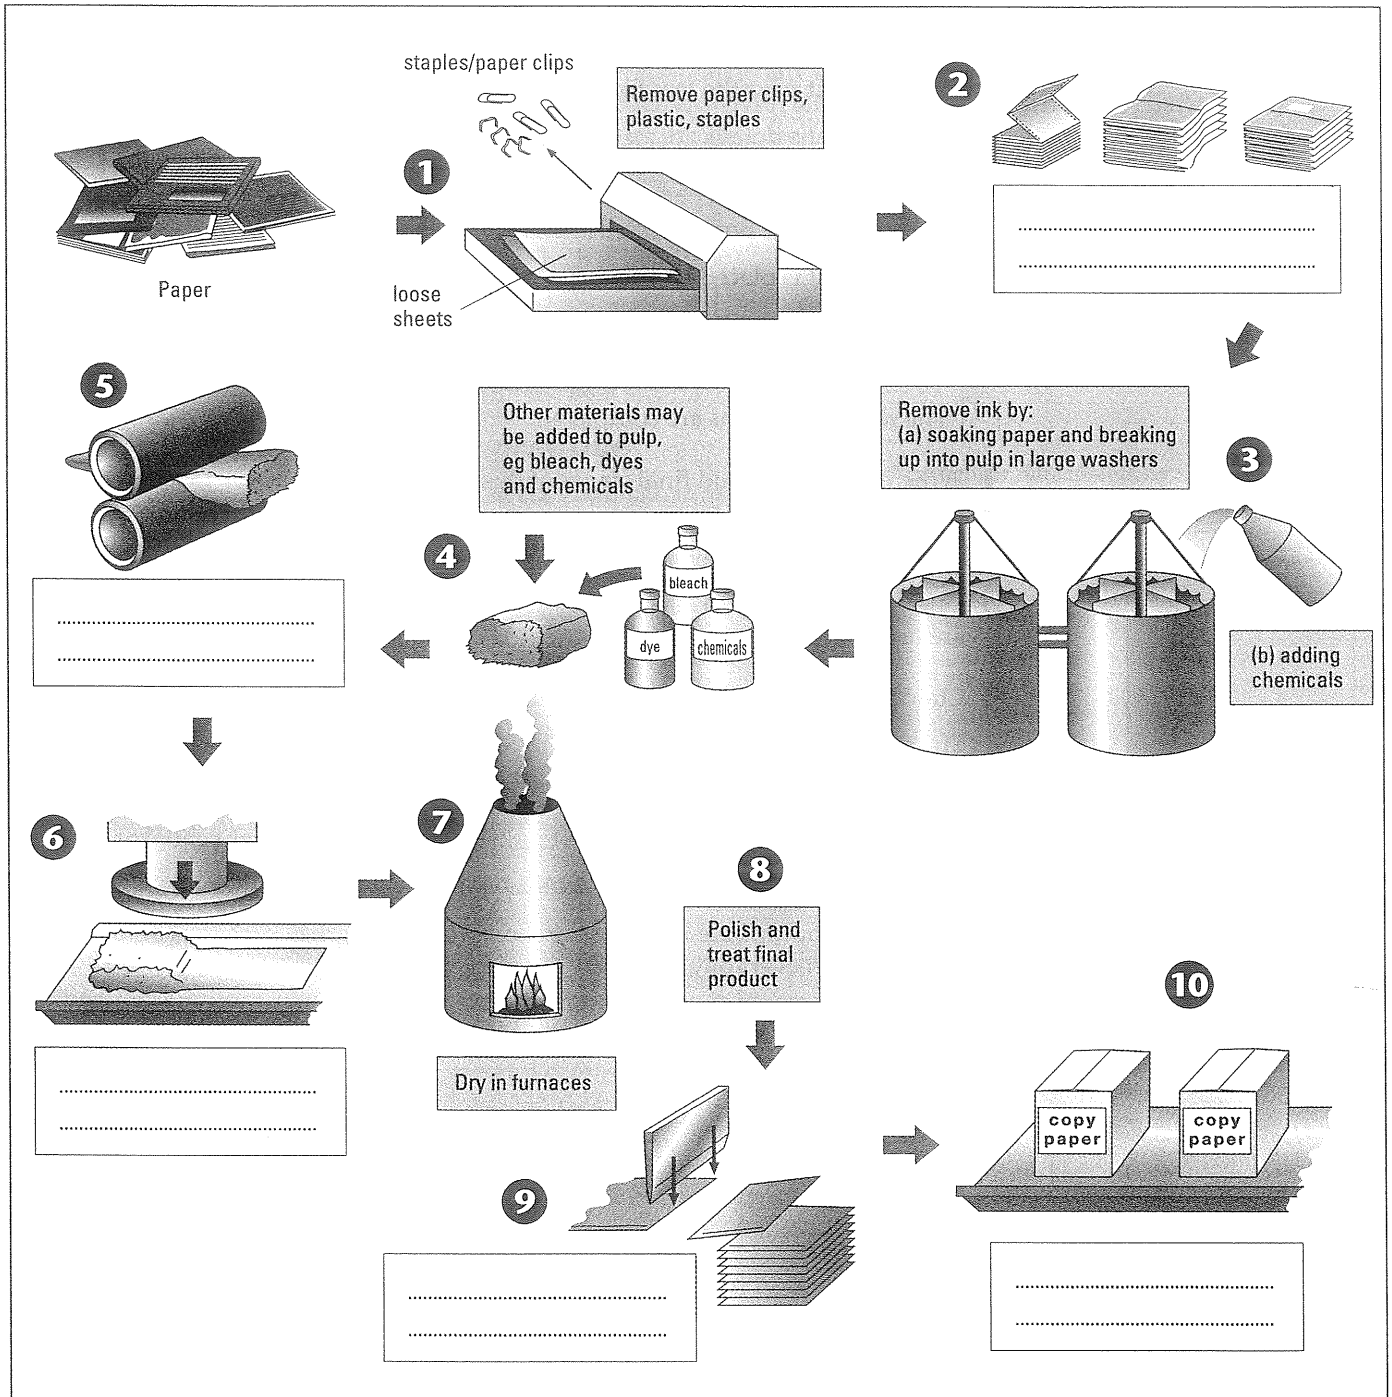 staples/paper clips
Remove paper clips,
plastic, staples
1
loose
sheets
Paper
2
Remove ink by:
(a) soaking paper and breaking
up into pulp in large washers
3
(b) adding
chemicals
Other materials may
be added to pulp,
eg bleach, dyes
and chemicals
4
bleach
dye
chemicals
5
6
7
Dry in furnaces
8
Polish and
treat final
product
9
10
copy
paper
copy
paper